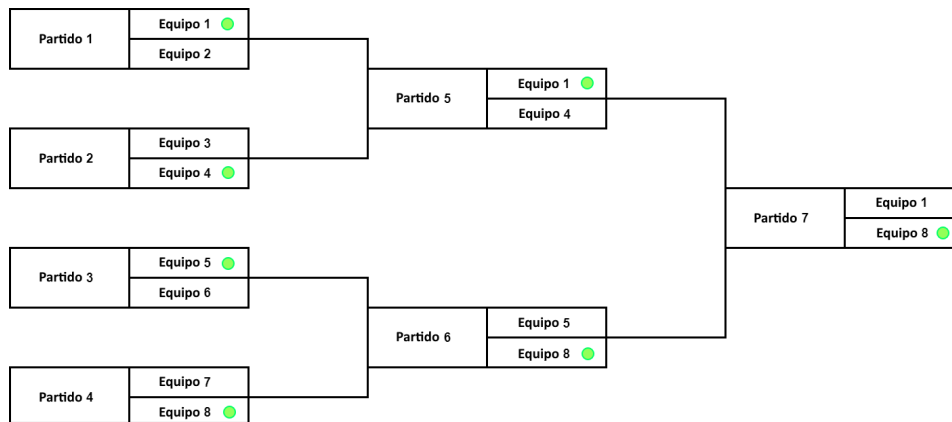 Partido 1
Equipo 1
Equipo 2
Partido 2
Equipo 3
Equipo 4
Partido 3
Equipo 5
Equipo 6
Partido 4
Equipo 7
Equipo 8
Partido 5
Equipo 1
Equipo 4
Partido 6
Equipo 5
Equipo 8
Partido 7
Equipo 1
Equipo 8